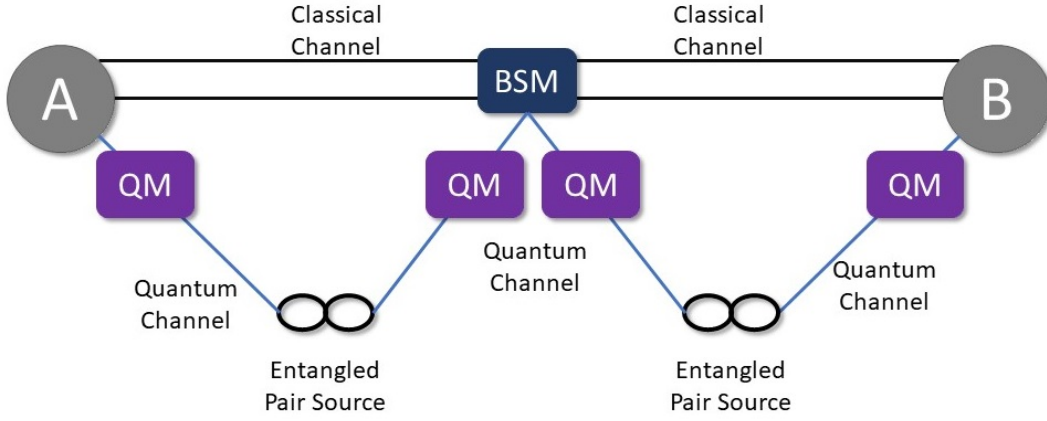 Classical
Channel
Classical
Channel
A
BSM
B
QM
QM
QM
QM
Quantum
Channel
Quantum
Channel
Quantum
Channel
Entangled
Pair Source
Entangled
Pair Source